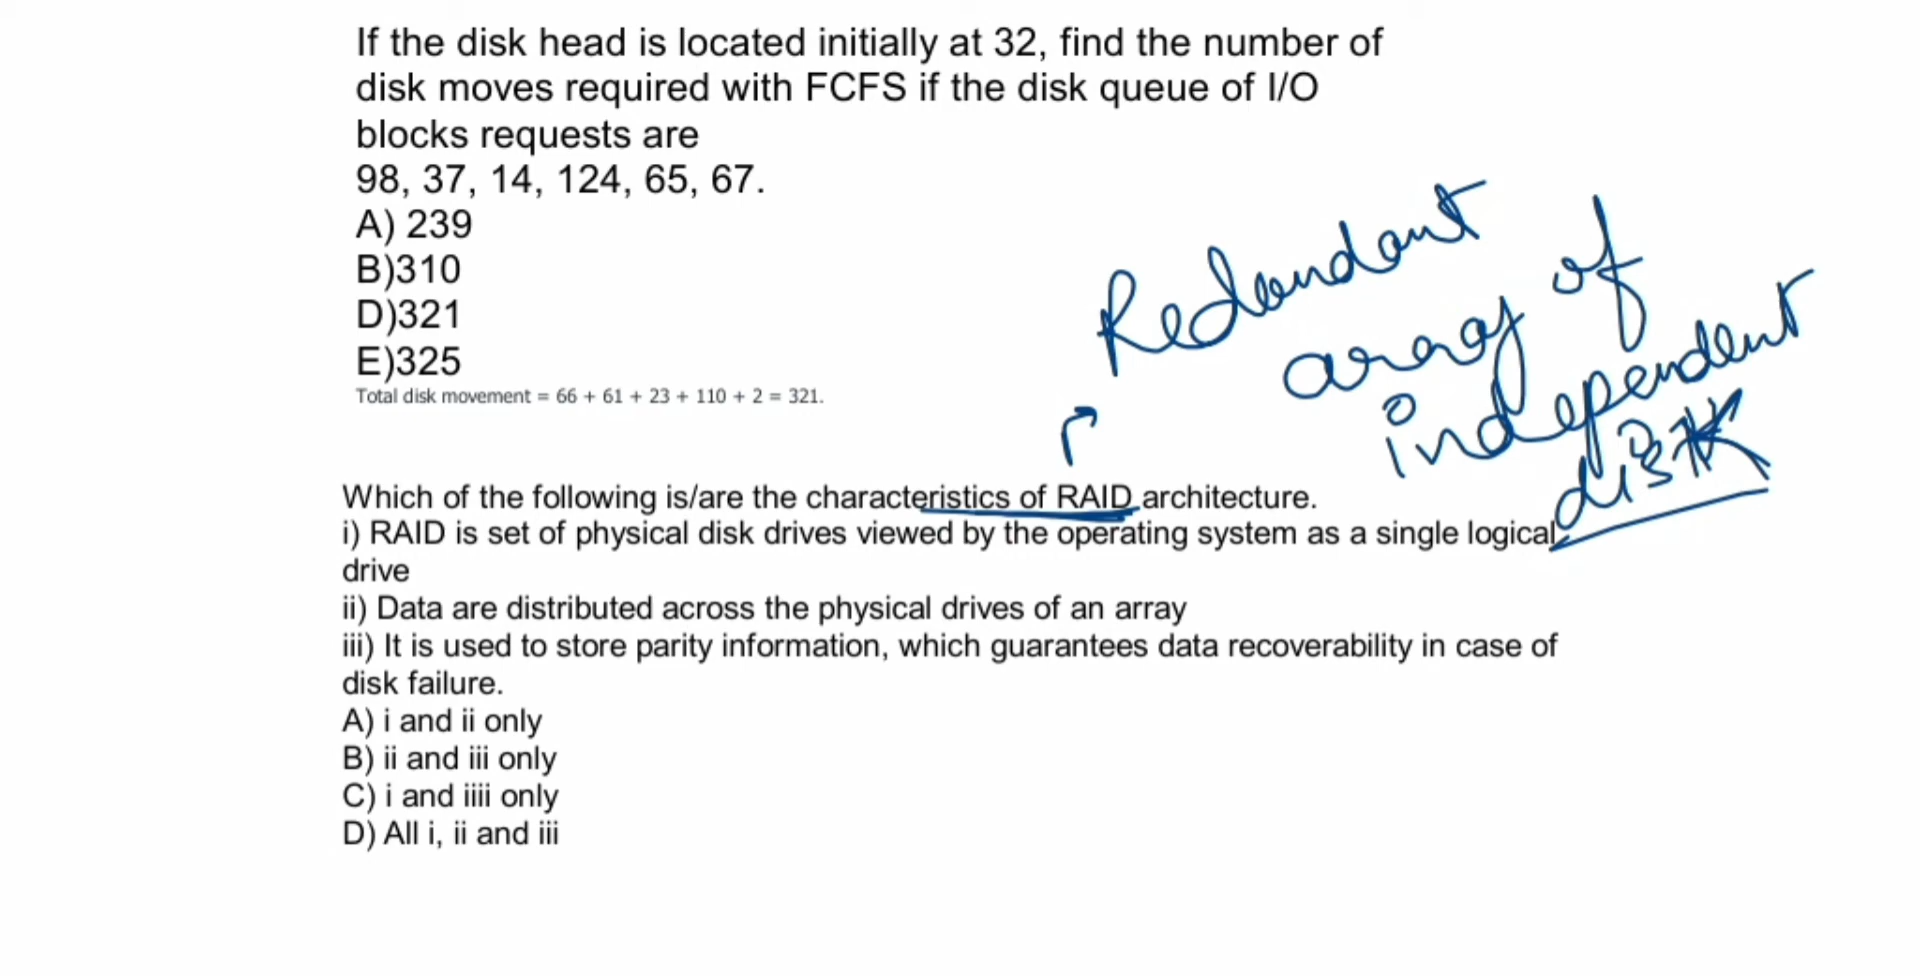 If the disk head is located initially at 32, find the number of
disk moves required with FCFS if the disk queue of I/O
blocks requests are
98, 37, 14, 124, 65, 67.
A) 239
B)310
D)321
E)325
Total disk movement = 66 + 61 + 23 + 110 + 2 = 321.
Redundant
array of
independent
disk
Which of the following is/are the characteristics of RAID architecture.
i) RAID is set of physical disk drives viewed by the operating system as a single logical
drive
ii) Data are distributed across the physical drives of an array
iii) It is used to store parity information, which guarantees data recoverability in case of
disk failure.
A) i and ii only
B) ii and iii only
C) i and iiii only
D) All i, ii and iii